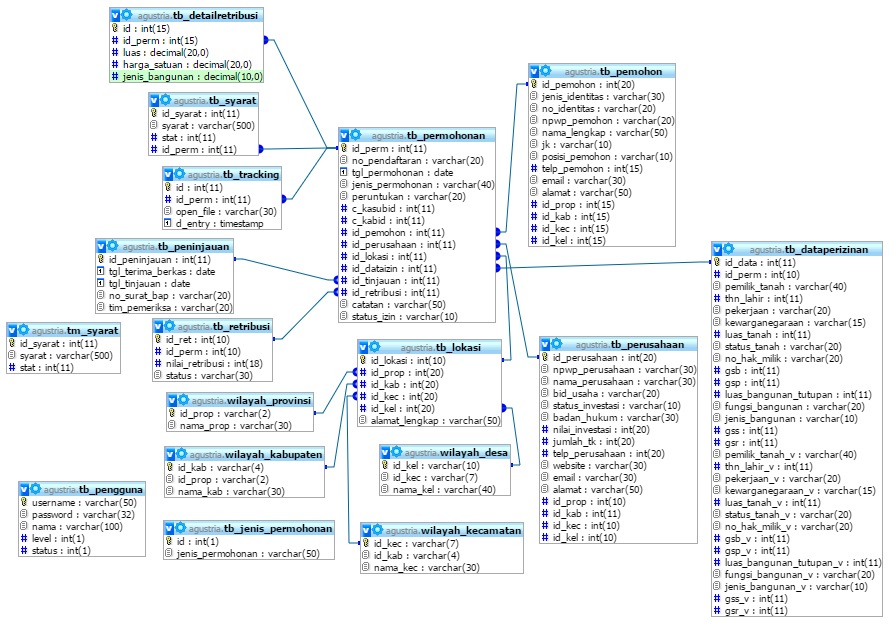 agustria.tb_detailretribusi
id : int(15)
id_perm : int(15)
luas : decimal(20,0)
harga_satuan : decimal(20,0)
jenis_bangunan : decimal(10,0)
agustria.tb_syarat
id_syarat : int(11)
syarat : varchar(500)
stat : int(11)
id_perm : int(11)
agustria.tb_tracking
id : int(11)
id_perm : int(11)
open_file : varchar(30)
d_entry : timestamp
agustria.tb_peninjauan
id_peninjauan : int(11)
tgl_terima_berkas : date
tgl_tinjauan : date
no_surat_bap : varchar(20)
tim_pemeriksa : varchar(20)
agustria.tm_syarat
id_syarat : int(11)
syarat : varchar(500)
stat : int(11)
agustria.tb_retribusi
id_ret : int(10)
id_perm : int(10)
nilai_retribusi : int(18)
status : varchar(30)
agustria.wilayah_provinsi
id_prop : varchar(2)
nama_prop : varchar(30)
agustria.wilayah_kabupaten
id_kab : varchar(4)
id_prop : varchar(2)
nama_kab : varchar(30)
agustria.tb_pengguna
username : varchar(50)
password : varchar(32)
nama : varchar(100)
level : int(1)
status : int(1)
agustria.tb_jenis_permohonan
id : int(1)
jenis_permohonan : varchar(50)
agustria.tb_permohonan
id_perm : int(11)
no_pendaftaran : varchar(20)
tgl_permohonan : date
jenis_permohonan : varchar(40)
peruntukan : varchar(20)
c_kasubid : int(11)
c_kabid : int(11)
id_pemohon : int(11)
id_perusahaan : int(11)
id_lokasi : int(11)
id_dataizin : int(11)
id_tinjauan : int(11)
id_retribusi : int(11)
catatan : varchar(50)
status_izin : varchar(10)
agustria.tb_lokasi
id_lokasi : int(10)
id_prop : int(20)
id_kab : int(20)
id_kec : int(20)
id_kel : int(20)
alamat_lengkap : varchar(50)
agustria.wilayah_desa
id_kel : varchar(10)
id_kec : varchar(7)
nama_kel : varchar(40)
agustria.wilayah_kecamatan
id_kec : varchar(7)
id_kab : varchar(4)
nama_kec : varchar(30)
agustria.tb_pemohon
id_pemohon : int(20)
jenis_identitas : varchar(30)
no_identitas : varchar(20)
npwp_pemohon : varchar(20)
nama_lengkap : varchar(50)
jk : varchar(10)
posisi_pemohon : varchar(10)
telp_pemohon : int(15)
email : varchar(30)
alamat : varchar(50)
id_prop : int(15)
id_kab : int(15)
id_kec : int(15)
id_kel : int(15)
agustria.tb_perusahaan
id_perusahaan : int(20)
npwp_perusahaan : varchar(30)
nama_perusahaan : varchar(30)
bid_usaha : varchar(20)
status_investasi : varchar(10)
badan_hukum : varchar(30)
nilai_investasi : int(20)
jumlah_tk : int(20)
telp_perusahaan : int(20)
website : varchar(30)
email : varchar(30)
alamat : varchar(50)
id_prop : int(10)
id_kab : int(11)
id_kec : int(10)
id_kel : int(10)
agustria.tb_dataperizinan
id_data : int(11)
id_perm : int(10)
pemilik_tanah : varchar(40)
thn_lahir : int(11)
pekerjaan : varchar(20)
kewarganegaraan : varchar(15)
luas_tanah : int(11)
status_tanah : varchar(20)
no_hak_milik : varchar(20)
gsb : int(11)
gsp : int(11)
luas_bangunan_tutupan : int(11)
fungsi_bangunan : varchar(20)
jenis_bangunan : varchar(10)
gss : int(11)
gsr : int(11)
pemilik_tanah_v : varchar(40)
thn_lahir_v : int(11)
pekerjaan_v : varchar(20)
kewarganegaraan_v : varchar(15)
luas_tanah_v : int(11)
status_tanah_v : varchar(20)
no_hak_milik_v : varchar(20)
gsb_v : int(11)
gsp_v : int(11)
luas_bangunan_tutupan_v : int(11)
fungsi_bangunan_v : varchar(20)
jenis_bangunan_v : varchar(10)
gss_v : int(11)
gsr_v : int(11)